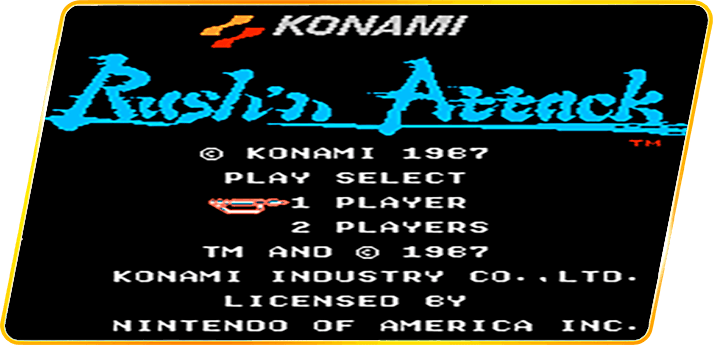 KONAMI
Rush'n Attack
TM
© KONAMI 1987
PLAY SELECT
1 PLAYER
2 PLAYERS
TM AND © 1987
KONAMI INDUSTRY CO.,LTD.
LICENSED BY
NINTENDO OF AMERICA INC.